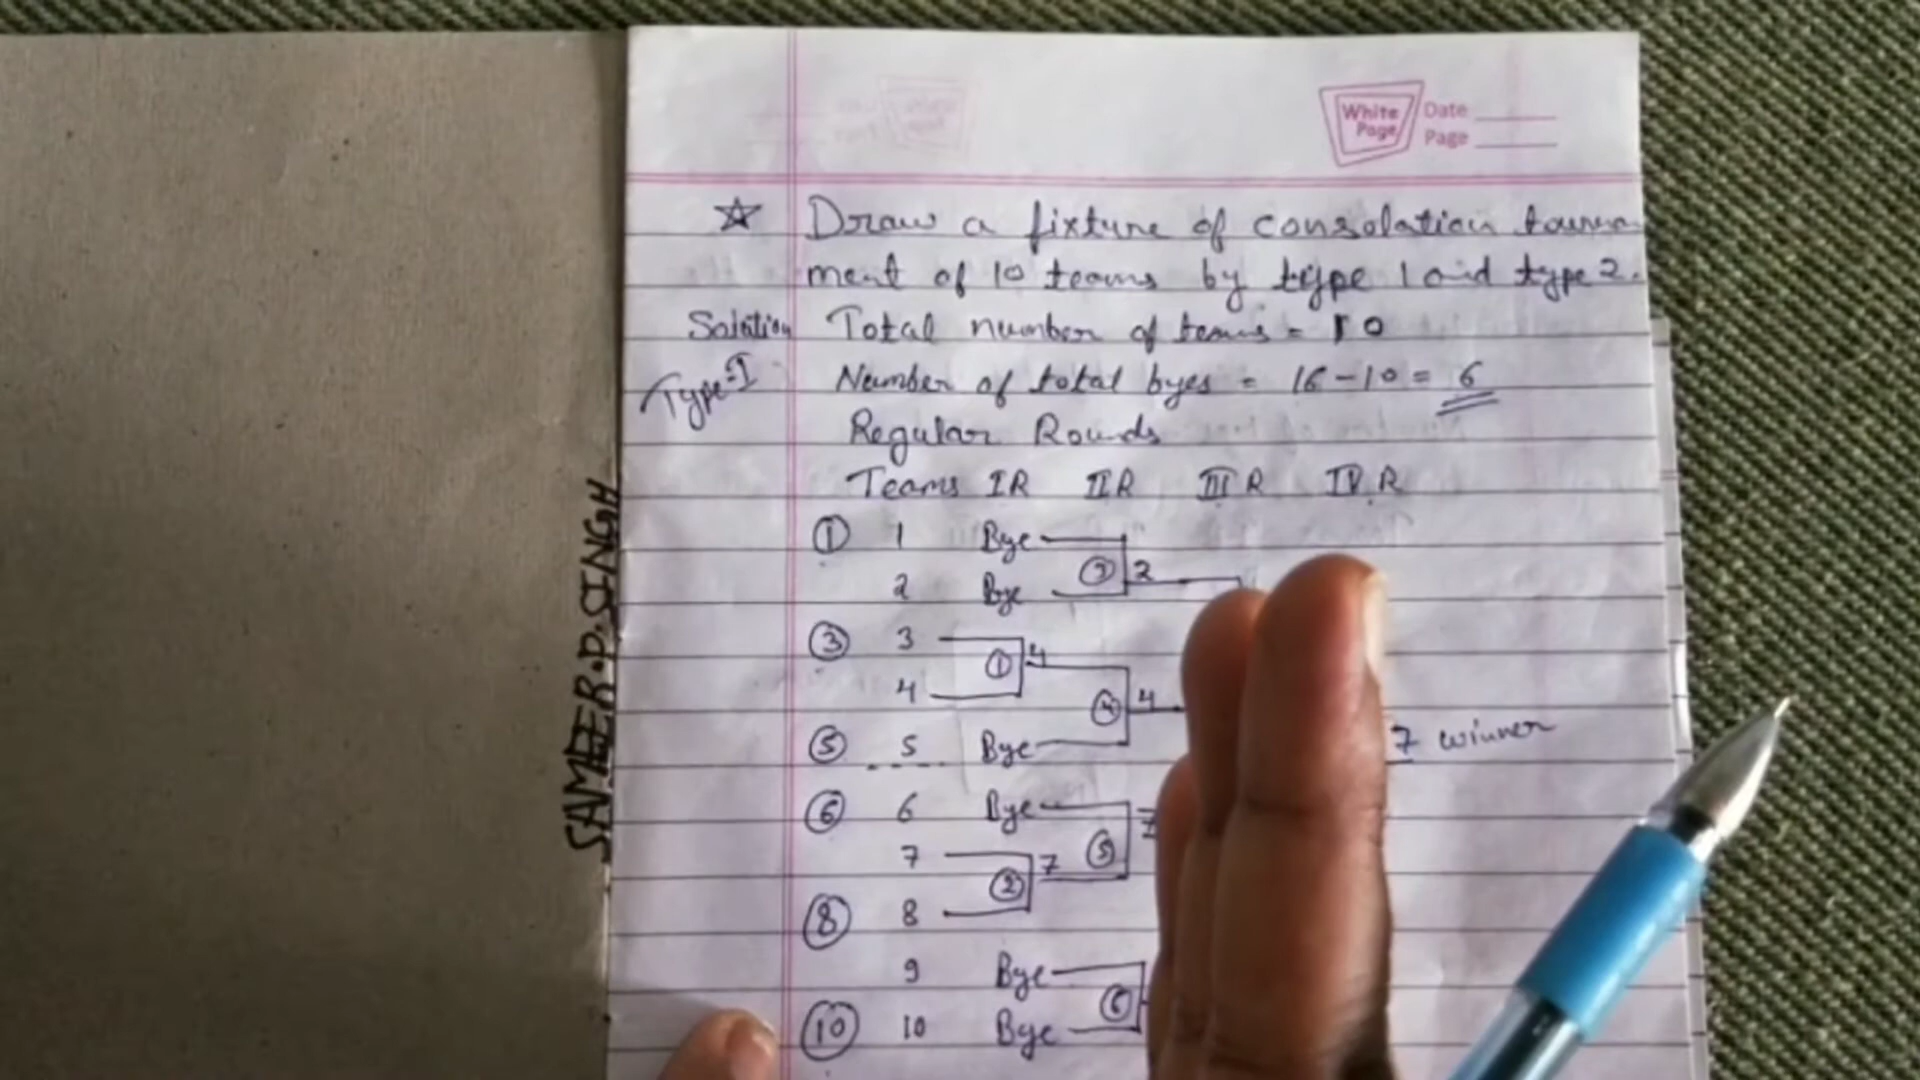 White Page Date
Page
☆ Draw a fixture of consolation tourna-
ment of 10 teams by type 1 and type 2.
Solution Total number of teams = 10
Type-I Number of total byes = 16-10= 6
Regular Rounds
Teams IR IIR III R IV R
① 1 Bye
③ 2
2 Bye
③ 3
① 4
4
④ 4
⑤ 5 Bye
7 winner
⑥ 6 Bye
7
7 ⑤
② 7
⑧ 8
9 Bye
⑥
⑩ 10 Bye
SAMEER.P.SINGH